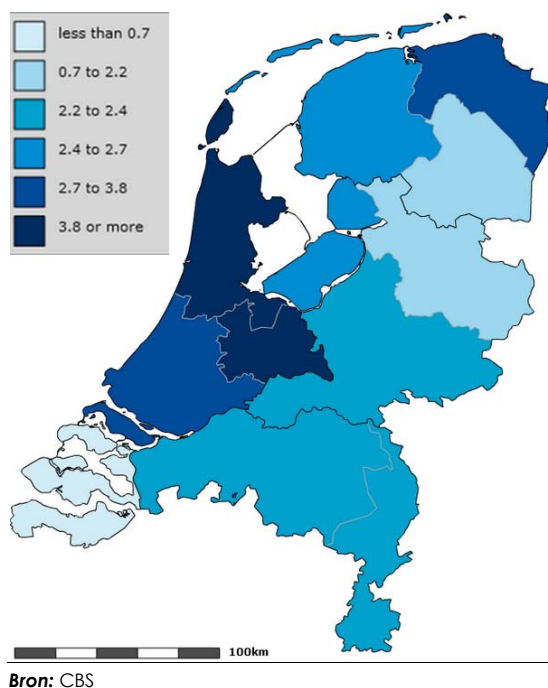 less than 0.7
0.7 to 2.2
2.2 to 2.4
2.4 to 2.7
2.7 to 3.8
3.8 or more
100km
Bron: CBS